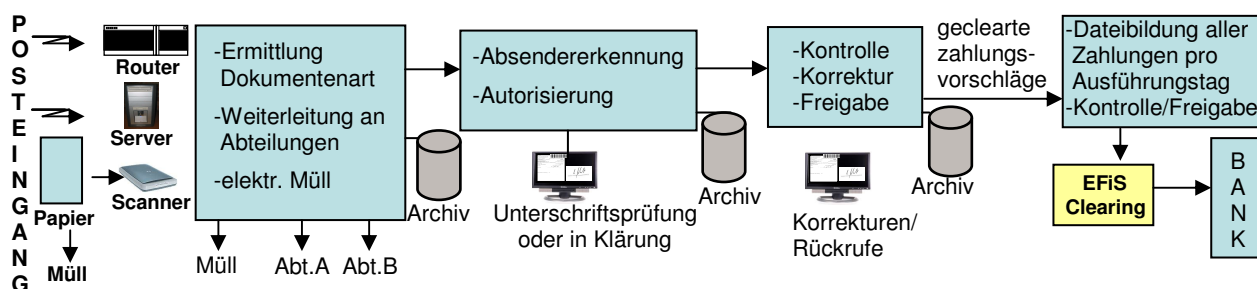 POSTEINGANG
Router
Server
Scanner
Papier
Müll
-Ermittlung
Dokumentenart
-Weiterleitung an
Abteilungen
-elektr. Müll
Archiv
Müll
Abt.A
Abt.B
-Absendererkennung
-Autorisierung
Archiv
Unterschriftsprüfung
oder in Klärung
-Kontrolle
-Korrektur
-Freigabe
Archiv
Korrekturen/
Rückrufe
geclearte
zahlungs-
vorschläge
-Dateibildung aller
Zahlungen pro
Ausführungstag
-Kontrolle/Freigabe
EFiS
Clearing
BANK